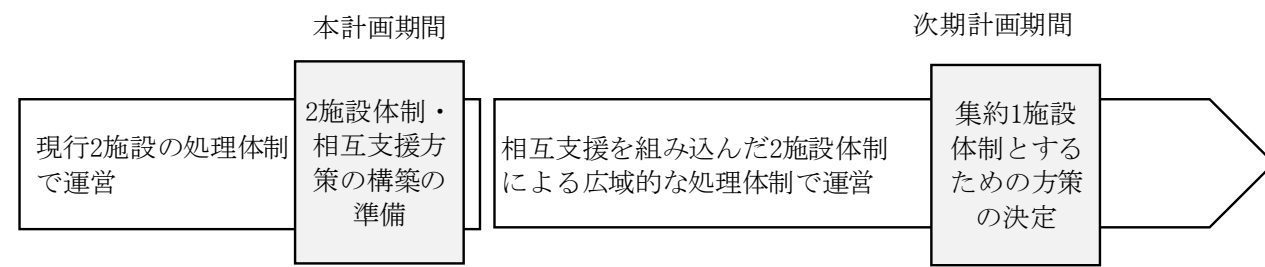 本計画期間
次期計画期間
現行2施設の処理体制
で運営
2施設体制・
相互支援方
策の構築の
準備
相互支援を組み込んだ2施設体制
による広域的な処理体制で運営
集約1施設
体制とする
ための方策
の決定